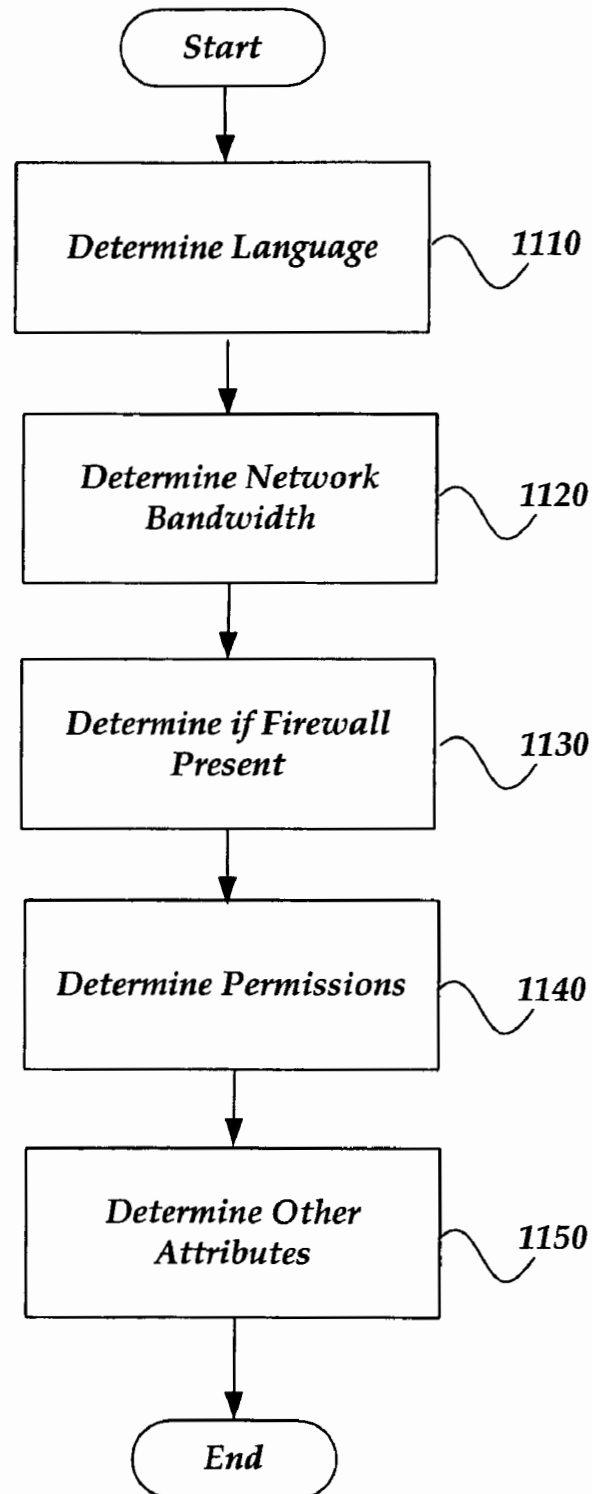 Start
Determine Language
1110
Determine Network
Bandwidth
1120
Determine if Firewall
Present
1130
Determine Permissions
1140
Determine Other
Attributes
1150
End